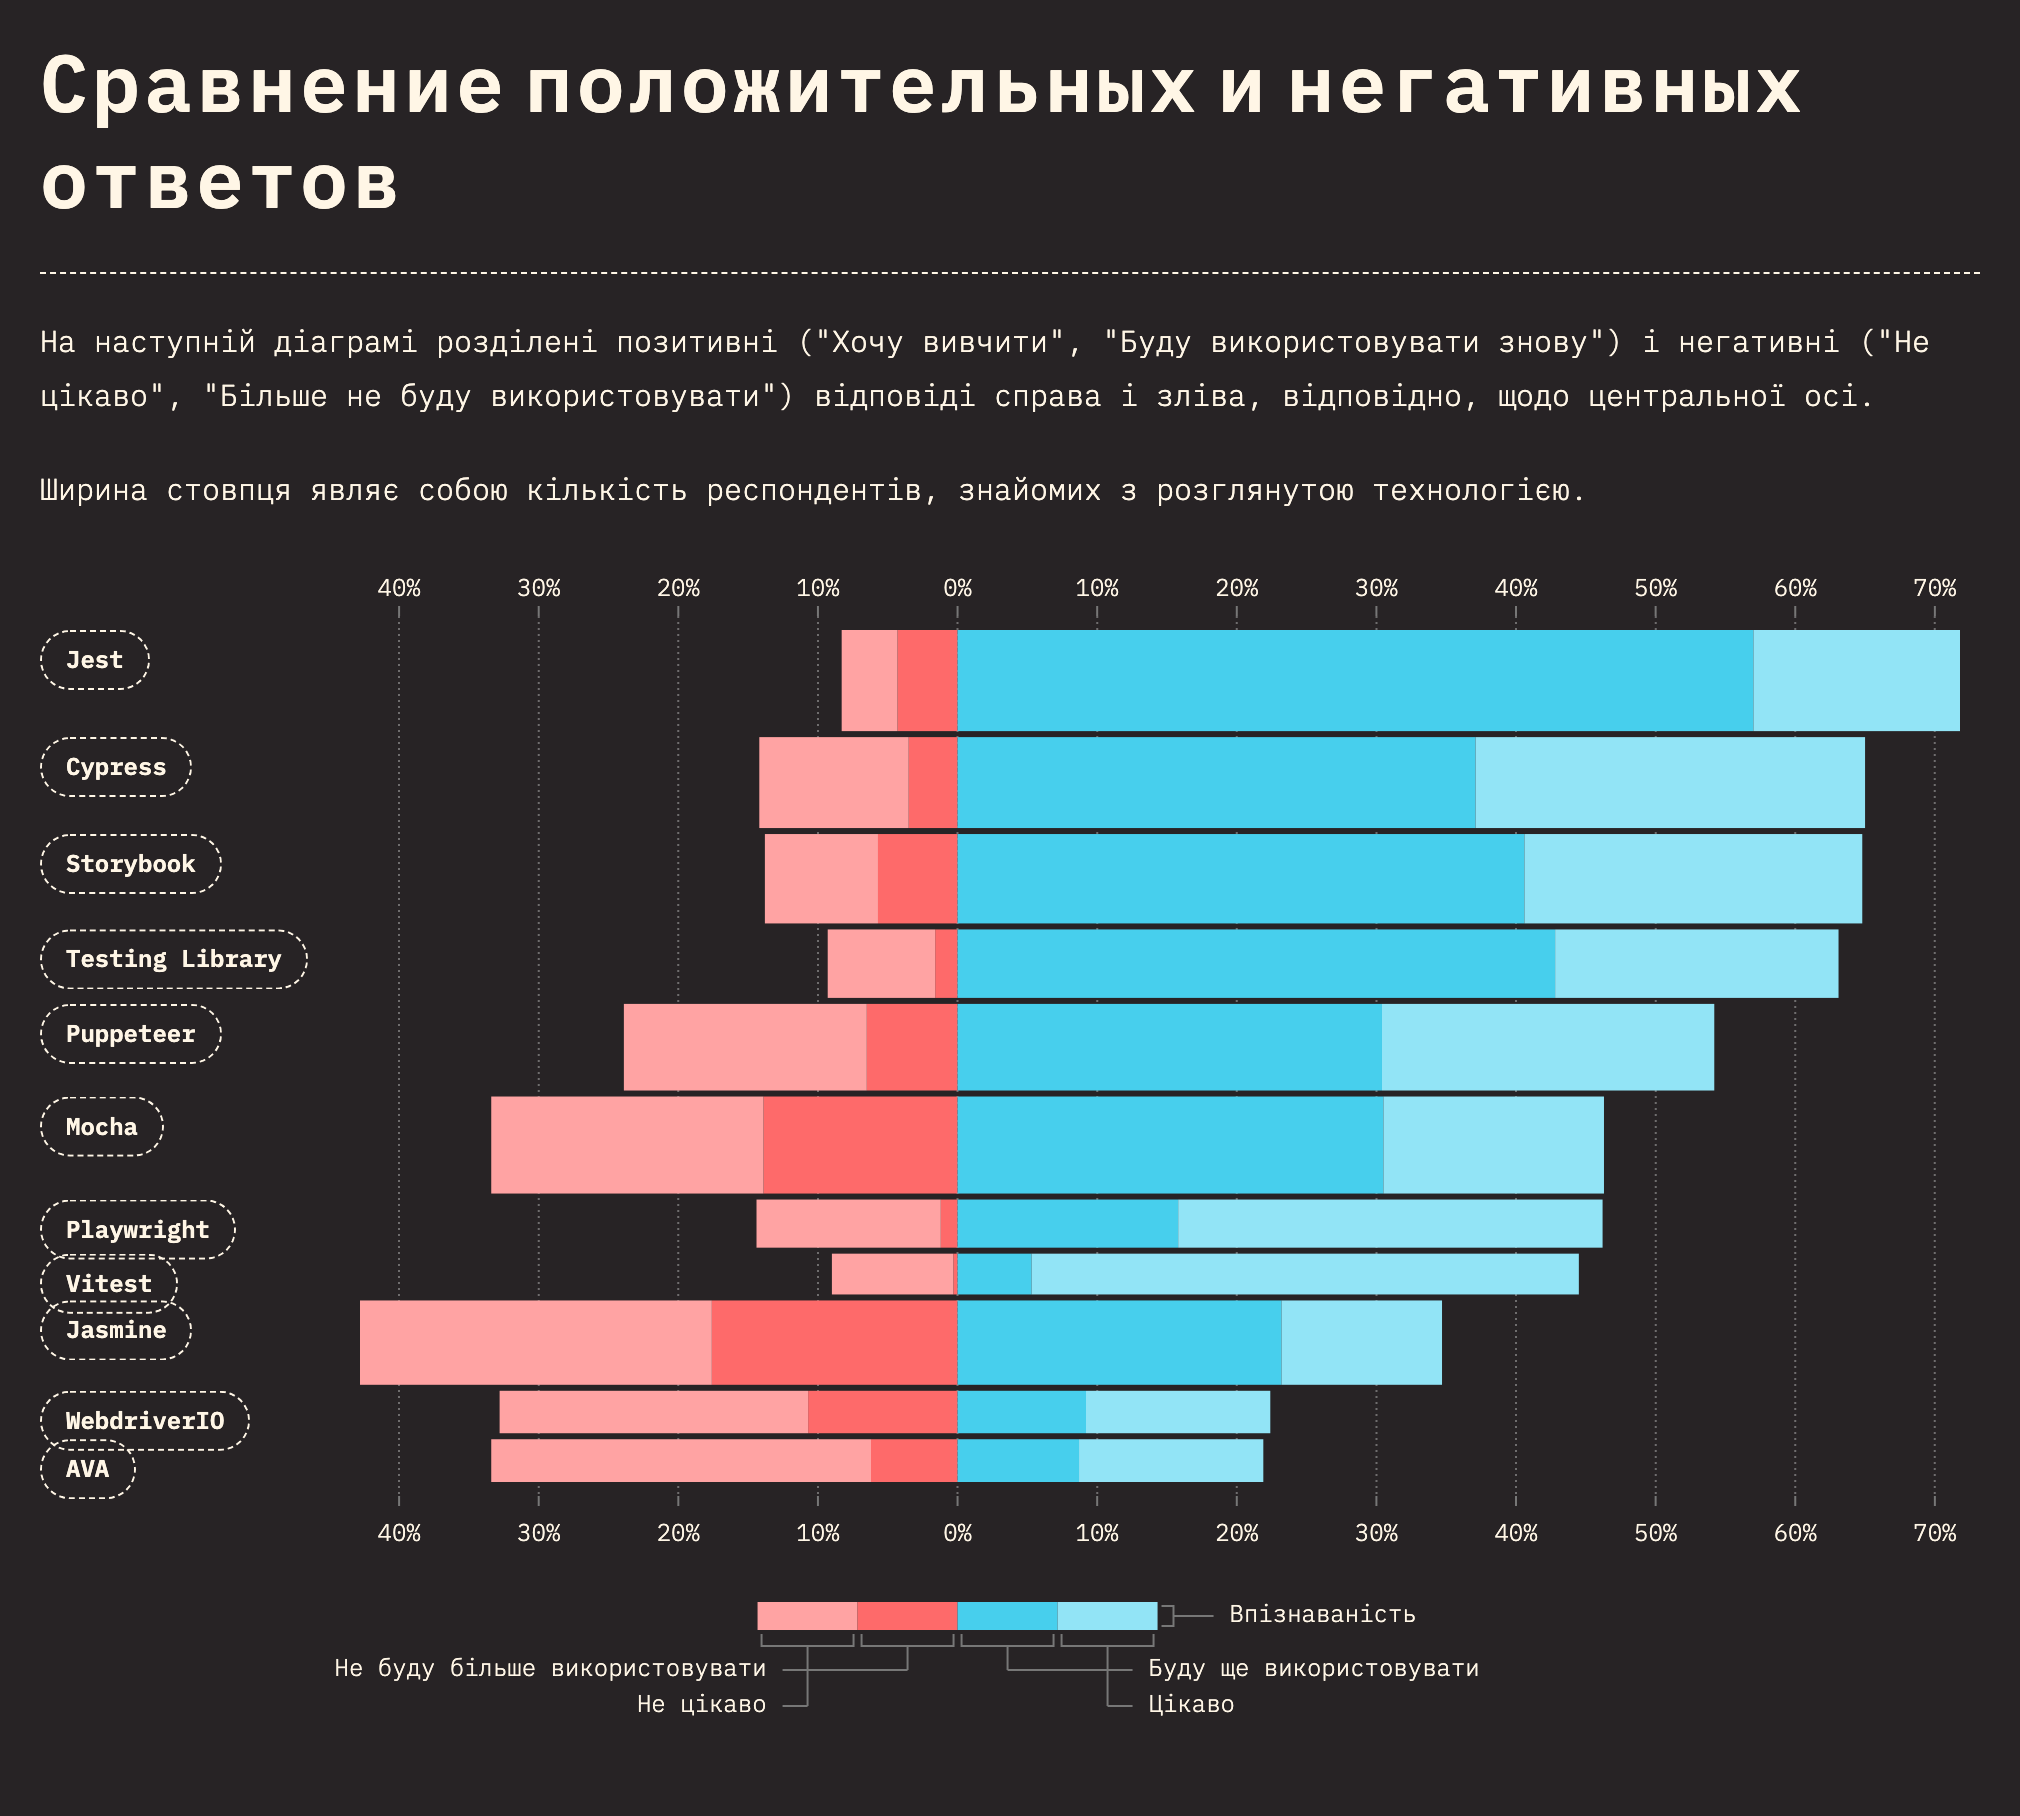 Сравнение положительных и негативных
ответов
На наступній діаграмі розділені позитивні ("Хочу вивчити", "Буду використовувати знову") і негативні ("Не
цікаво", "Більше не буду використовувати") відповіді справа і зліва, відповідно, щодо центральної осі.
Ширина стовпця являє собою кількість респондентів, знайомих з розглянутою технологією.
40% 30% 20% 10% 0% 10% 20% 30% 40% 50% 60% 70%
Jest
Cypress
Storybook
Testing Library
Puppeteer
Mocha
Playwright
Vitest
Jasmine
WebdriverIO
AVA
40% 30% 20% 10% 0% 10% 20% 30% 40% 50% 60% 70%
Впізнаваність
Не буду більше використовувати Буду ще використовувати
Не цікаво Цікаво